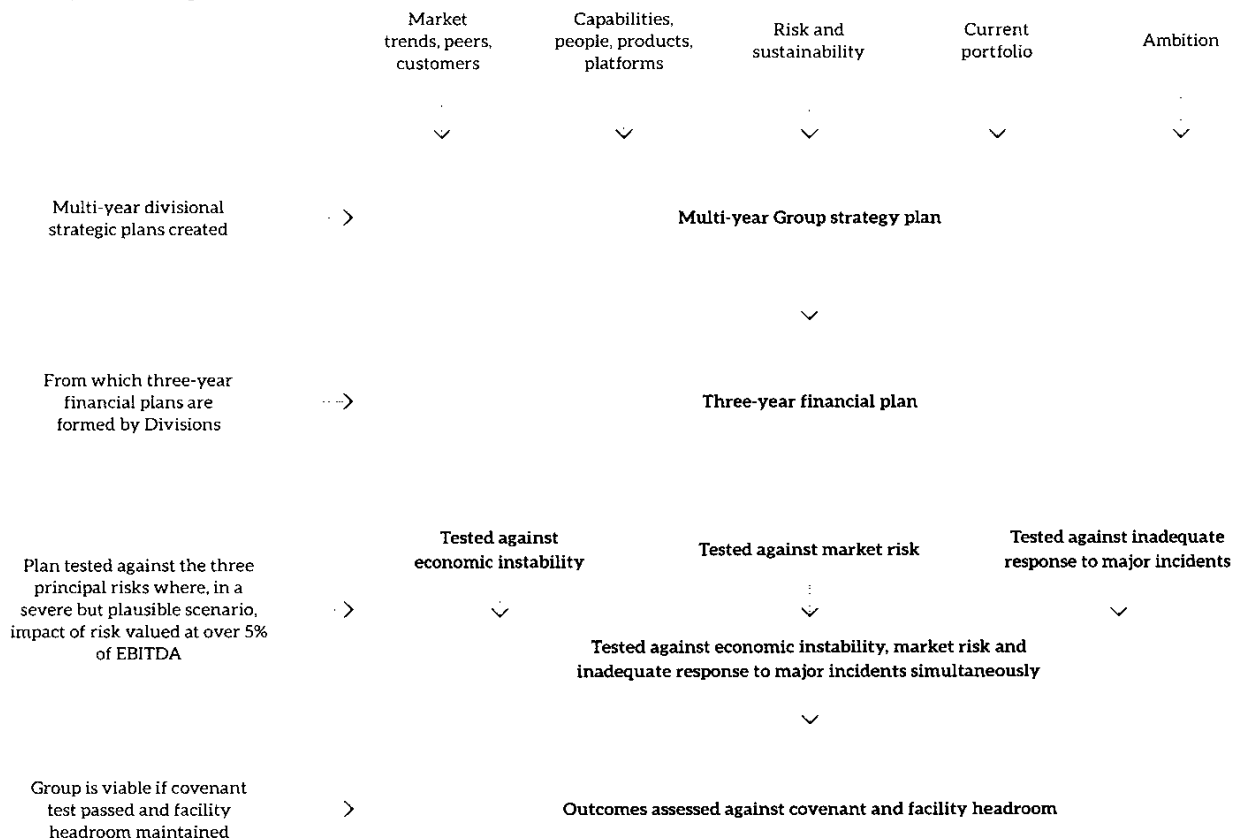 Market
trends, peers,
customers
Capabilities,
people, products,
platforms
Risk and
sustainability
Current
portfolio
Ambition
Multi-year divisional
strategic plans created
Multi-year Group strategy plan
From which three-year
financial plans are
formed by Divisions
Three-year financial plan
Plan tested against the three
principal risks where, in a
severe but plausible scenario,
impact of risk valued at over 5%
of EBITDA
Tested against
economic instability
Tested against market risk
Tested against inadequate
response to major incidents
Tested against economic instability, market risk and
inadequate response to major incidents simultaneously
Group is viable if covenant
test passed and facility
headroom maintained
Outcomes assessed against covenant and facility headroom